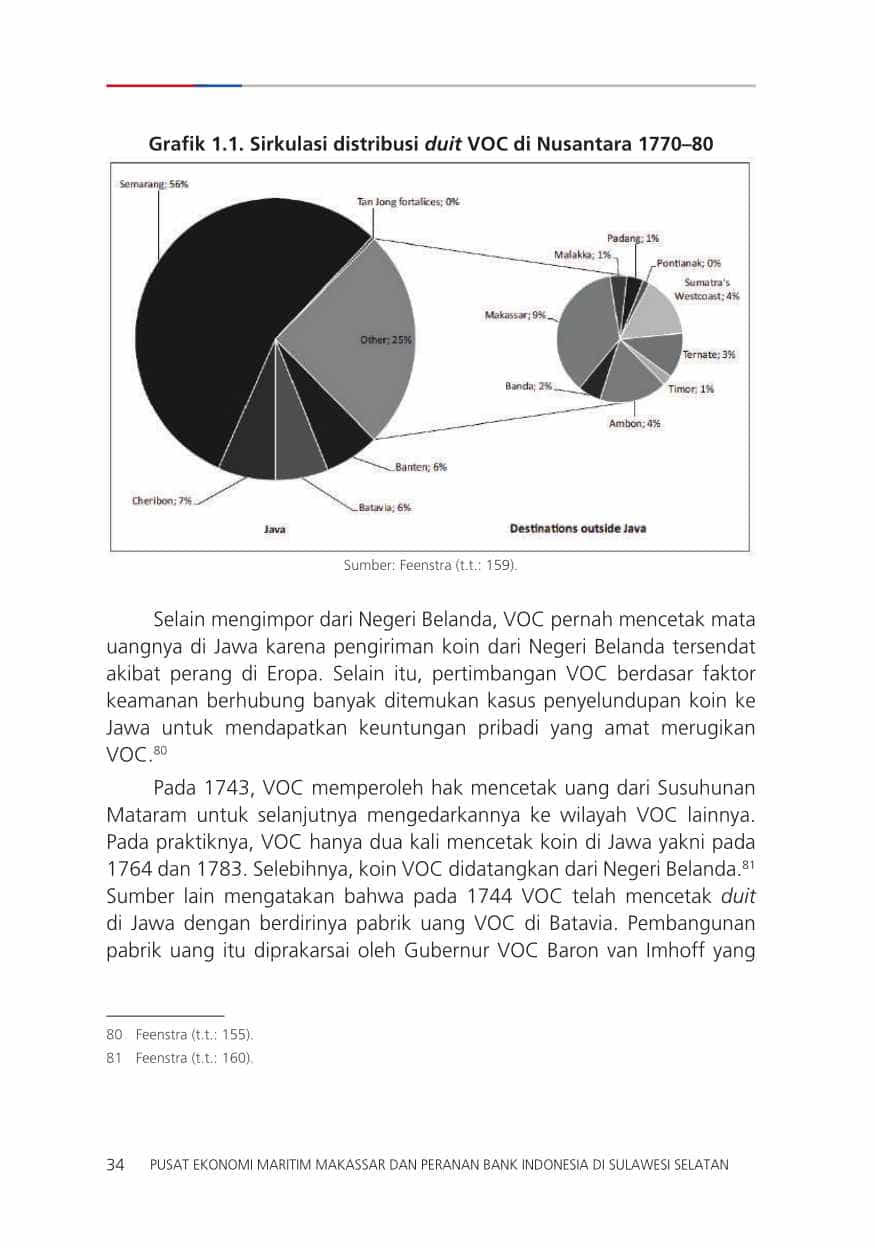 Grafik 1.1. Sirkulasi distribusi duit VOC di Nusantara 1770–80
Semarang; 56%
Tan Jong fortalices; 0%
Padang; 1%
Malakka; 1%
Pontianak; 0%
Sumatra's
Westcoast; 4%
Makassar; 9%
Other; 25%
Ternate; 3%
Banda; 2%
Timor; 1%
Ambon; 4%
Banten; 6%
Cheribon; 7%
Batavia; 6%
Java
Destinations outside Java
Sumber: Feenstra (t.t.: 159).
Selain mengimpor dari Negeri Belanda, VOC pernah mencetak mata
uangnya di Jawa karena pengiriman koin dari Negeri Belanda tersendat
akibat perang di Eropa. Selain itu, pertimbangan VOC berdasar faktor
keamanan berhubung banyak ditemukan kasus penyelundupan koin ke
Jawa untuk mendapatkan keuntungan pribadi yang amat merugikan
VOC.80
Pada 1743, VOC memperoleh hak mencetak uang dari Susuhunan
Mataram untuk selanjutnya mengedarkannya ke wilayah VOC lainnya.
Pada praktiknya, VOC hanya dua kali mencetak koin di Jawa yakni pada
1764 dan 1783. Selebihnya, koin VOC didatangkan dari Negeri Belanda.81
Sumber lain mengatakan bahwa pada 1744 VOC telah mencetak duit
di Jawa dengan berdirinya pabrik uang VOC di Batavia. Pembangunan
pabrik uang itu diprakarsai oleh Gubernur VOC Baron van Imhoff yang
80 Feenstra (t.t.: 155).
81 Feenstra (t.t.: 160).
34 PUSAT EKONOMI MARITIM MAKASSAR DAN PERANAN BANK INDONESIA DI SULAWESI SELATAN